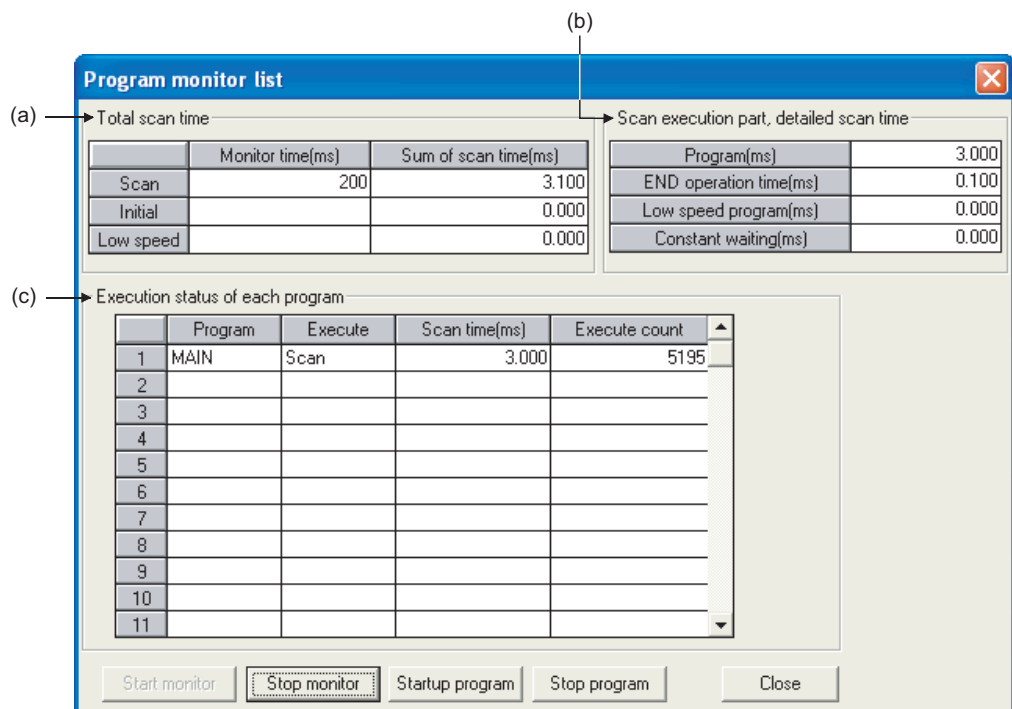 (b)
Program monitor list
(a)
Total scan time
Monitor time(ms) Sum of scan time(ms)
Scan 200 3.100
Initial 0.000
Low speed 0.000
Scan execution part, detailed scan time
Program(ms) 3.000
END operation time(ms) 0.100
Low speed program(ms) 0.000
Constant waiting(ms) 0.000
(c)
Execution status of each program
Program Execute Scan time(ms) Execute count
1 MAIN Scan 3.000 5195
2
3
4
5
6
7
8
9
10
11
Start monitor Stop monitor Startup program Stop program Close